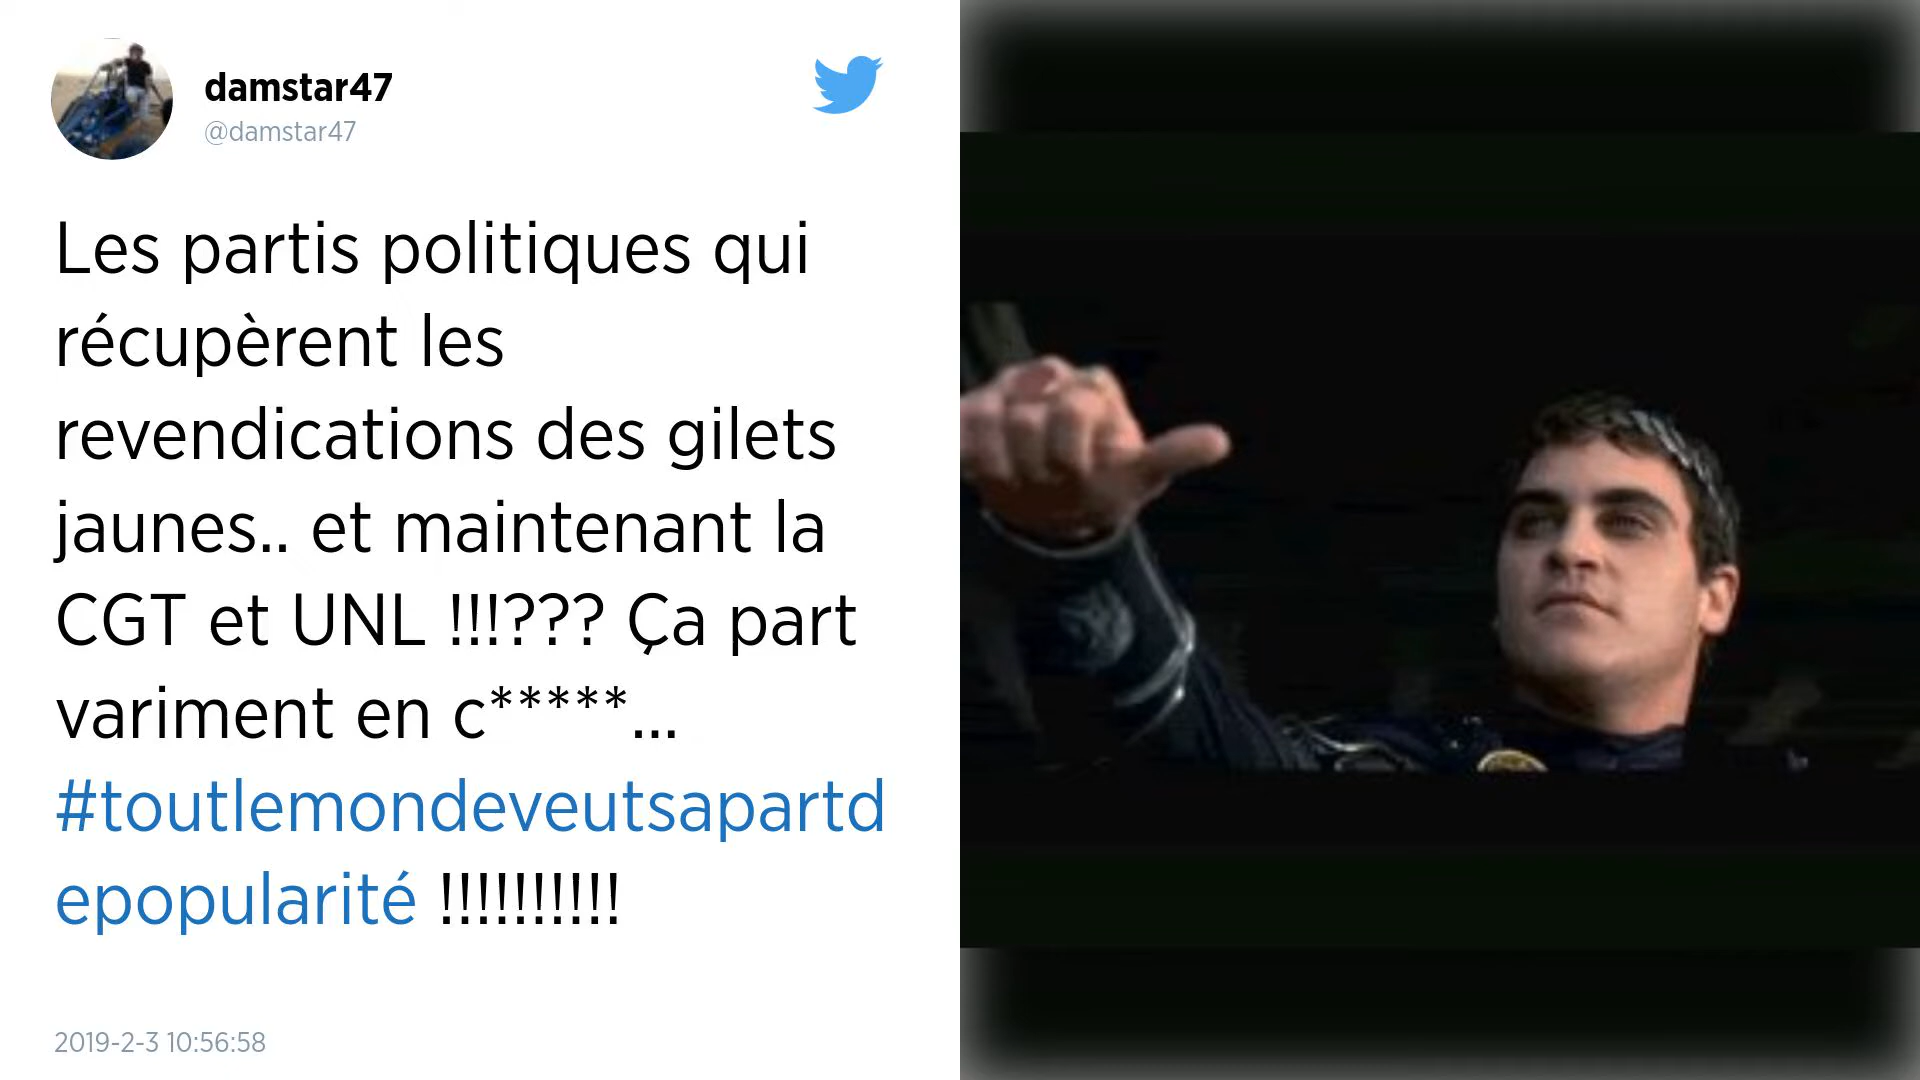 damstar47
@damstar47
Les partis politiques qui
récupèrent les
revendications des gilets
jaunes.. et maintenant la
CGT et UNL !!!??? Ça part
variment en c*****...
#toutlemondeveutsapartd
epopularité !!!!!!!!!!
2019-2-3 10:56:58